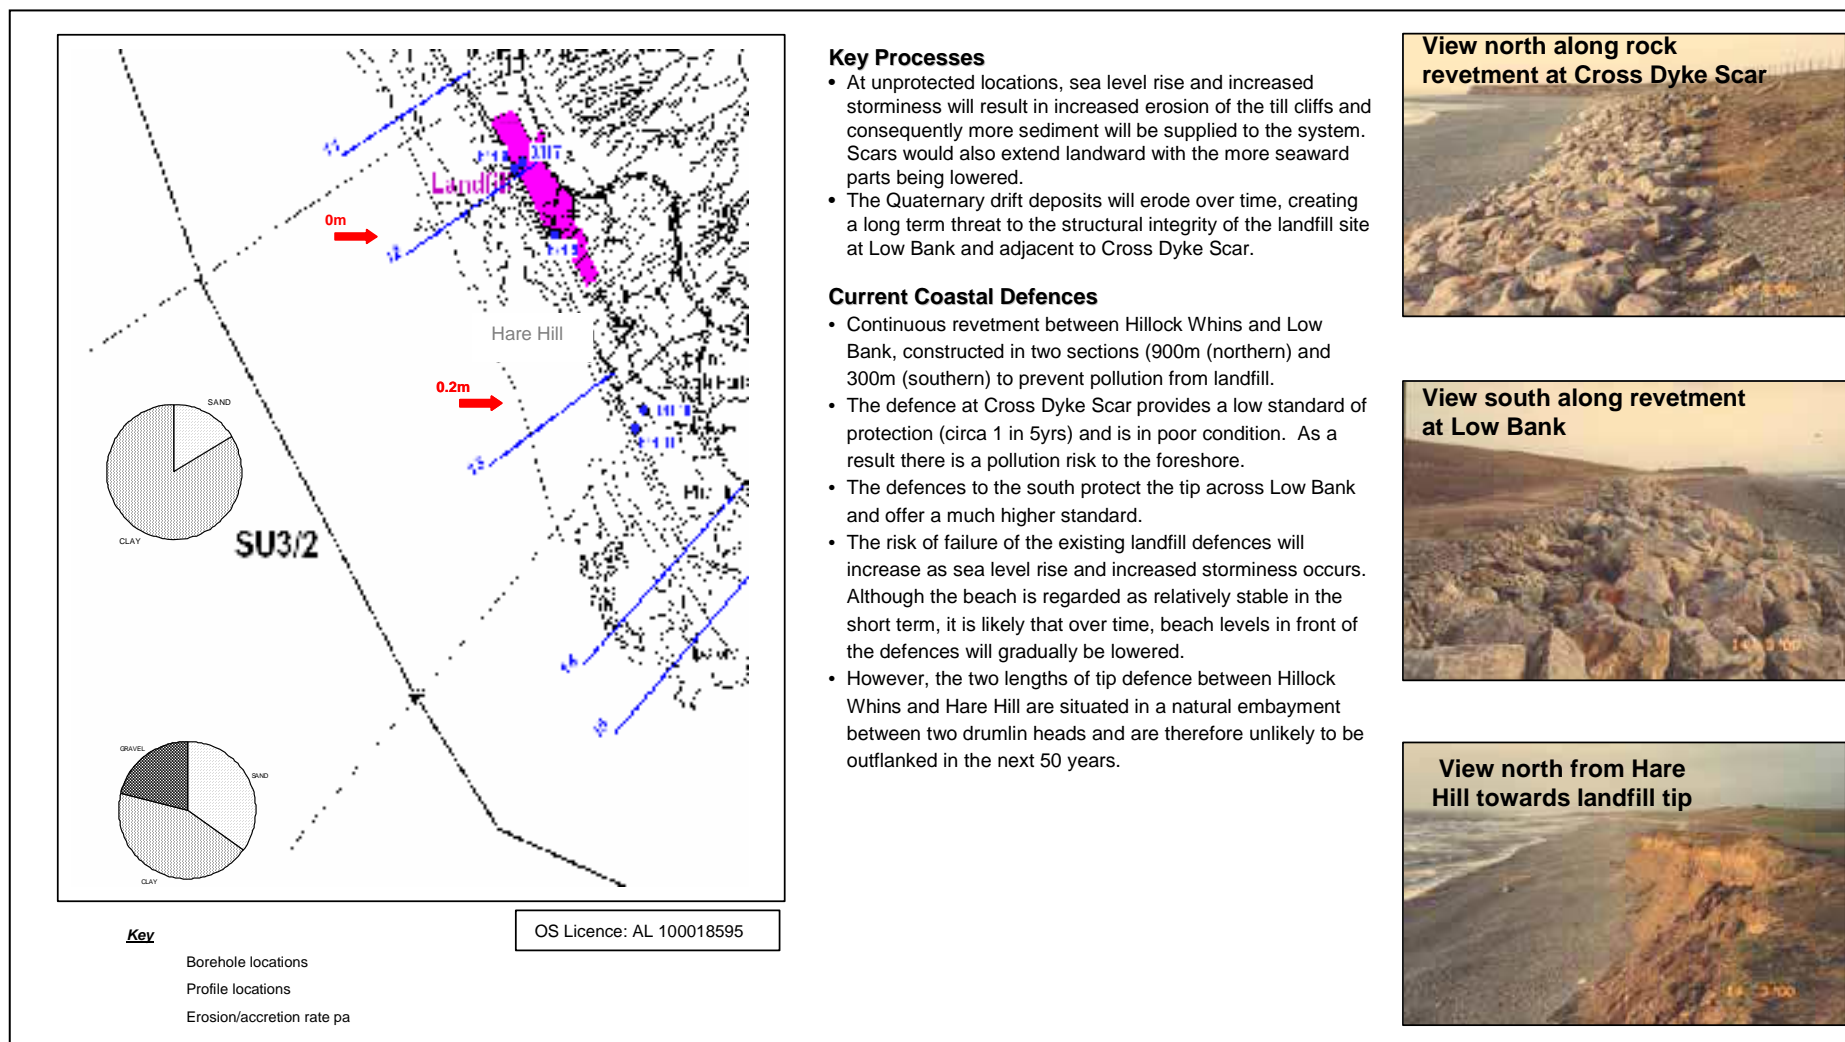 0m
Landfill
Hare Hill
0.2m
SAND
CLAY
SU3/2
GRAVEL
SAND
CLAY
Key
Borehole locations
Profile locations
Erosion/accretion rate pa
OS Licence: AL 100018595
Key Processes
• At unprotected locations, sea level rise and increased
storminess will result in increased erosion of the till cliffs and
consequently more sediment will be supplied to the system.
Scars would also extend landward with the more seaward
parts being lowered.
• The Quaternary drift deposits will erode over time, creating
a long term threat to the structural integrity of the landfill site
at Low Bank and adjacent to Cross Dyke Scar.
Current Coastal Defences
• Continuous revetment between Hillock Whins and Low
Bank, constructed in two sections (900m (northern) and
300m (southern) to prevent pollution from landfill.
• The defence at Cross Dyke Scar provides a low standard of
protection (circa 1 in 5yrs) and is in poor condition. As a
result there is a pollution risk to the foreshore.
• The defences to the south protect the tip across Low Bank
and offer a much higher standard.
• The risk of failure of the existing landfill defences will
increase as sea level rise and increased storminess occurs.
Although the beach is regarded as relatively stable in the
short term, it is likely that over time, beach levels in front of
the defences will gradually be lowered.
• However, the two lengths of tip defence between Hillock
Whins and Hare Hill are situated in a natural embayment
between two drumlin heads and are therefore unlikely to be
outflanked in the next 50 years.
View north along rock
revetment at Cross Dyke Scar
View south along revetment
at Low Bank
View north from Hare
Hill towards landfill tip